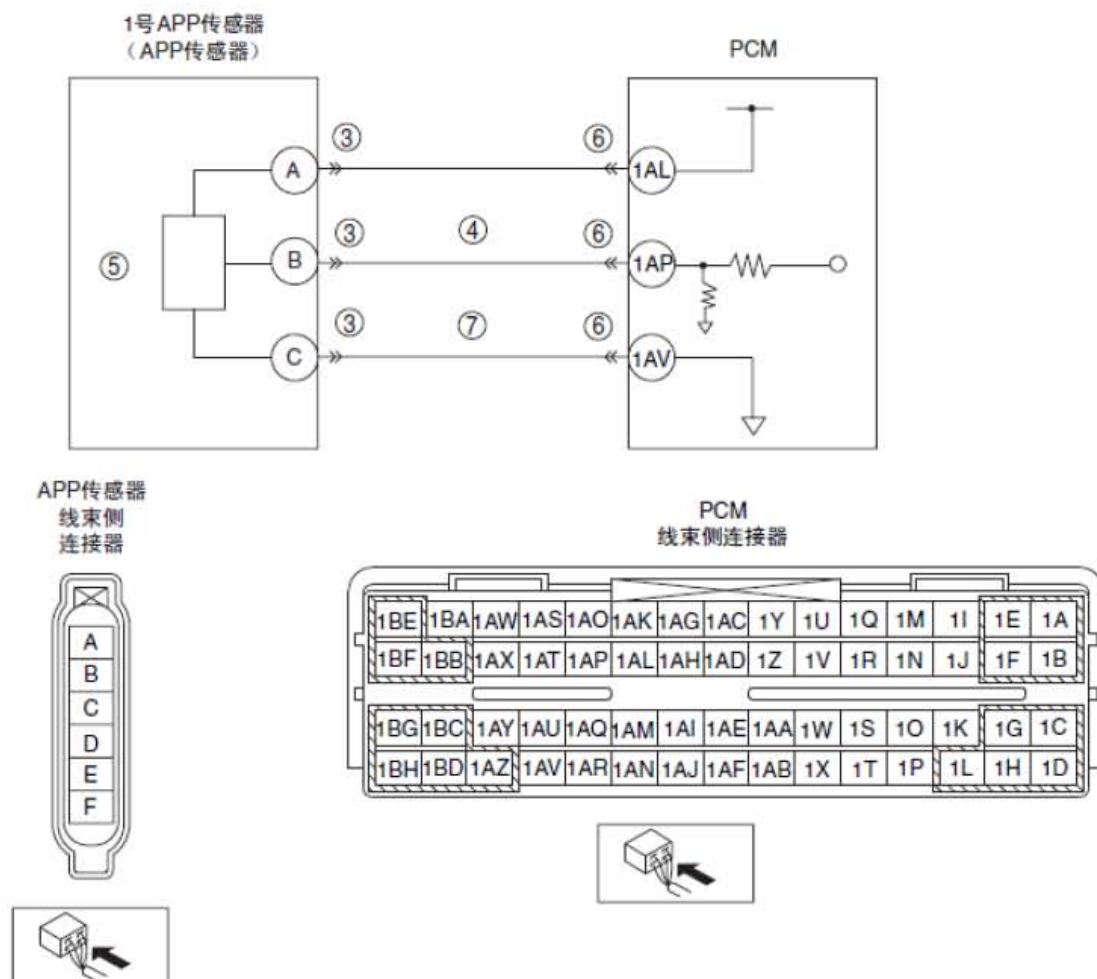 1号APP传感器
（APP传感器）
PCM
③ ⑥
A 1AL
③ ④ ⑥
⑤ B 1AP
③ ⑦ ⑥
C 1AV
APP传感器
线束侧
连接器
A
B
C
D
E
F
PCM
线束侧连接器
1BE 1BA 1AW 1AS 1AO 1AK 1AG 1AC 1Y 1U 1Q 1M 1I 1E 1A
1BF 1BB 1AX 1AT 1AP 1AL 1AH 1AD 1Z 1V 1R 1N 1J 1F 1B
1BG 1BC 1AY 1AU 1AQ 1AM 1AI 1AE 1AA 1W 1S 1O 1K 1G 1C
1BH 1BD 1AZ 1AV 1AR 1AN 1AJ 1AF 1AB 1X 1T 1P 1L 1H 1D